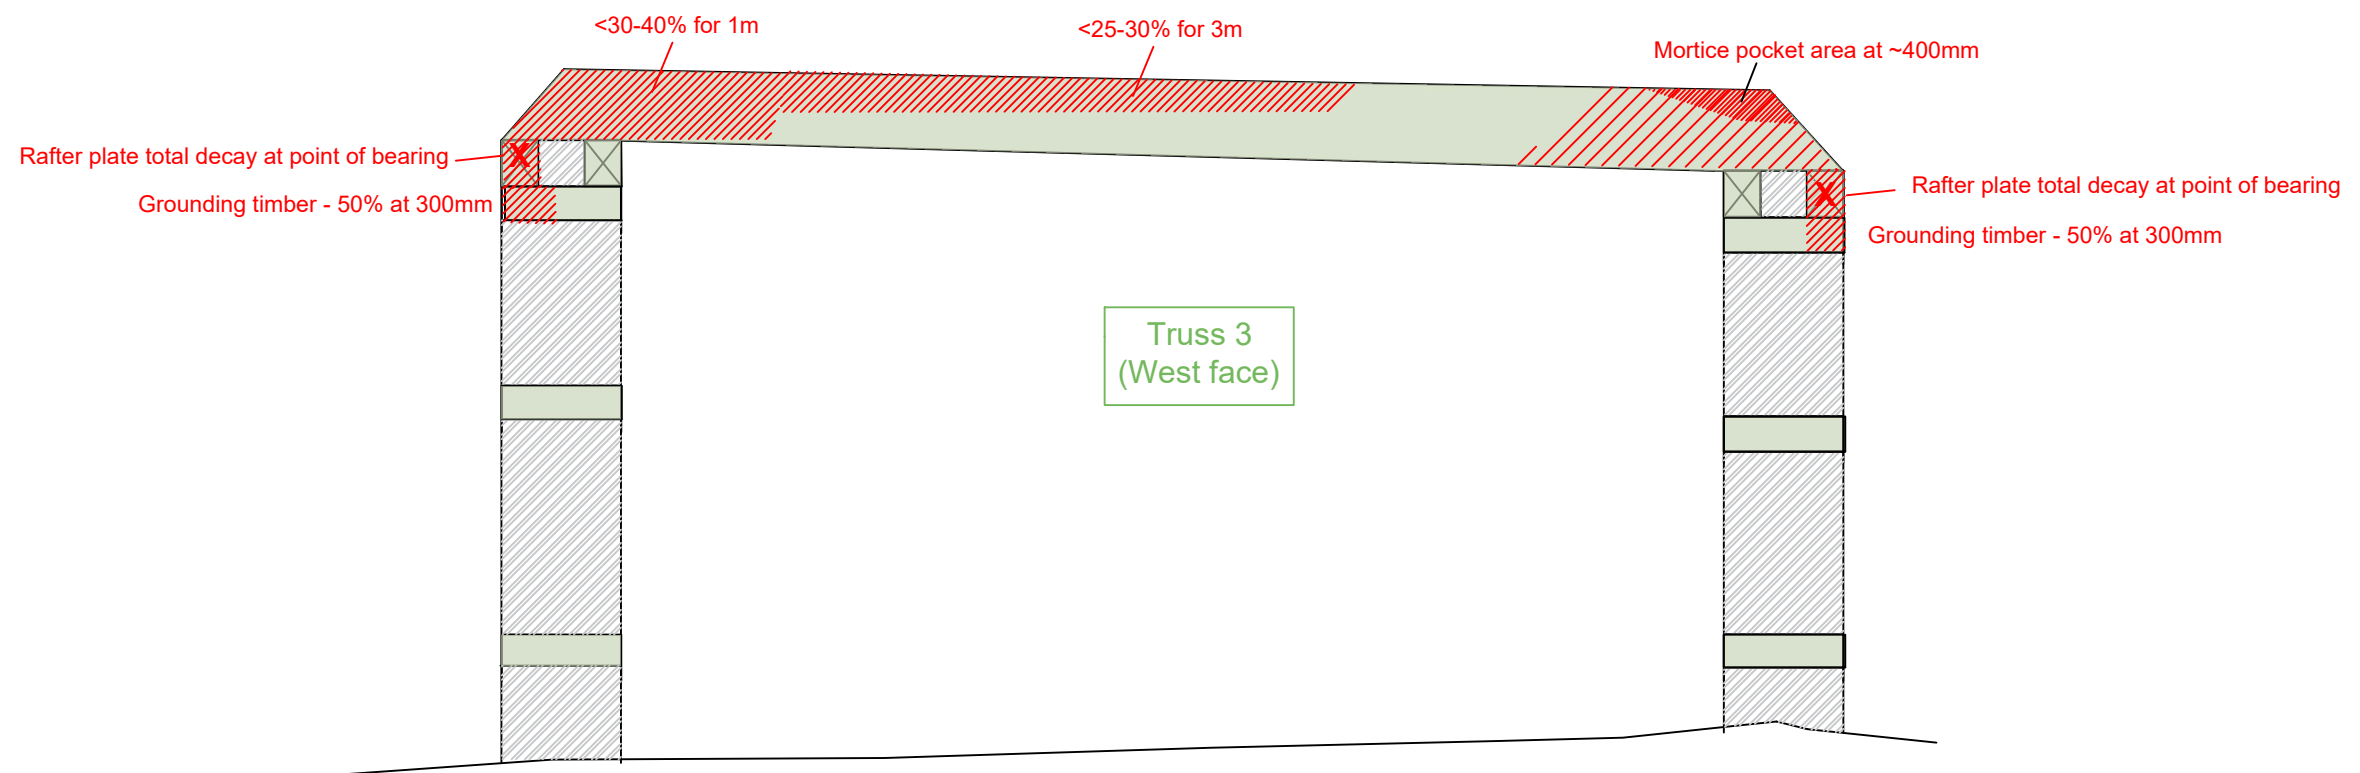 <30-40% for 1m
<25-30% for 3m
Mortice pocket area at ~400mm
Rafter plate total decay at point of bearing
X
X
Rafter plate total decay at point of bearing
Grounding timber - 50% at 300mm
Grounding timber - 50% at 300mm
Truss 3
(West face)